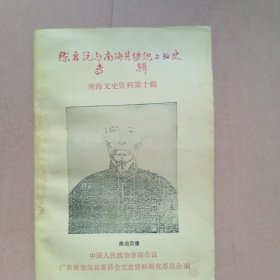 陈启沅与南海县纺织工业史
专辑
南海文史资料第十辑
陈启沅像
中国人民政治协商会议
广东省南海县委员会文史资料研究委员会编